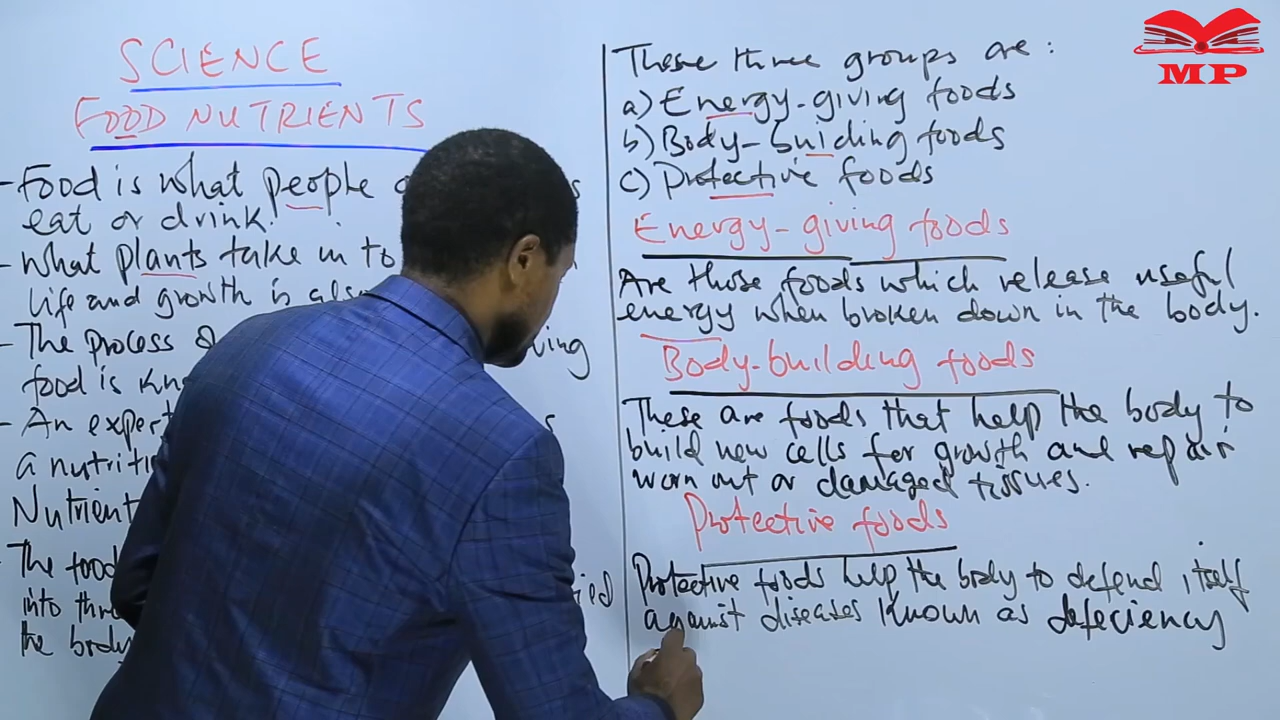 SCIENCE
FOOD NUTRIENTS
- Food is what people
eat or drink.
- What plants take in to
life and growth is also
- The process
food is
- An expert
a
Nutrient
- The food
into
the body
These three groups are :
a) Energy-giving foods
b) Body-building foods
c) Protective foods
Energy-giving foods
Are those foods which release useful
energy when broken down in the body.
Body-building foods
These are foods that help the body to
build new cells for growth and repair
worn out or damaged tissues.
Protective foods
Protective foods help the body to defend itself
against diseases known as defeciency
MP